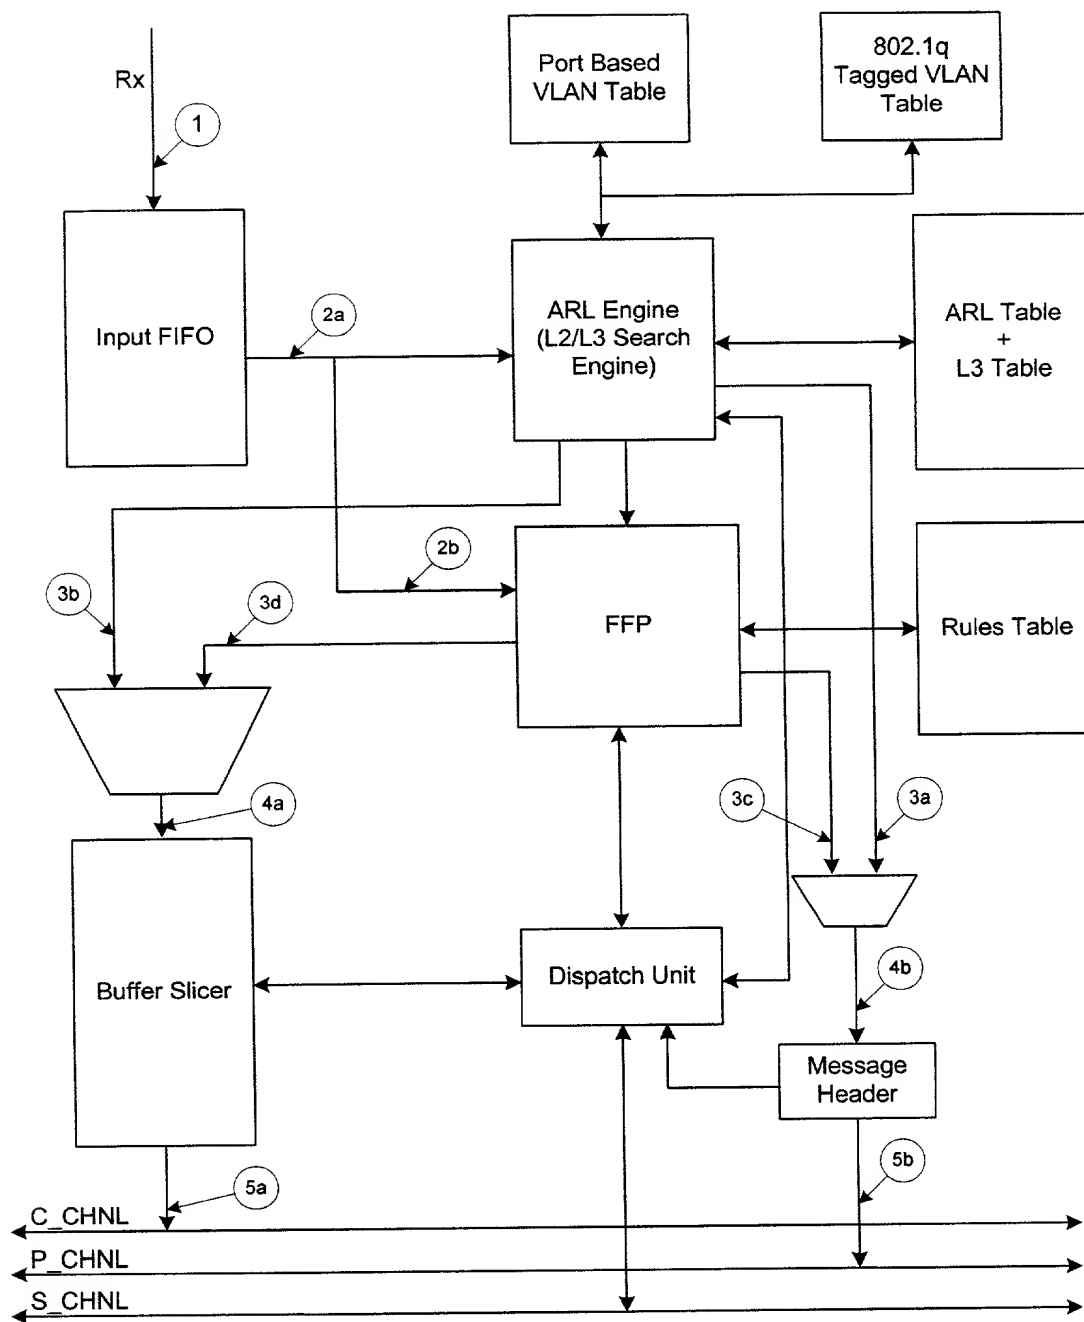 Rx
1
Port Based
VLAN Table
802.1q
Tagged VLAN
Table
Input FIFO
2a
ARL Engine
(L2/L3 Search
Engine)
ARL Table
+
L3 Table
2b
3b
3d
FFP
Rules Table
4a
3c
3a
Buffer Slicer
Dispatch Unit
4b
Message
Header
5a
5b
C_CHNL
P_CHNL
S_CHNL